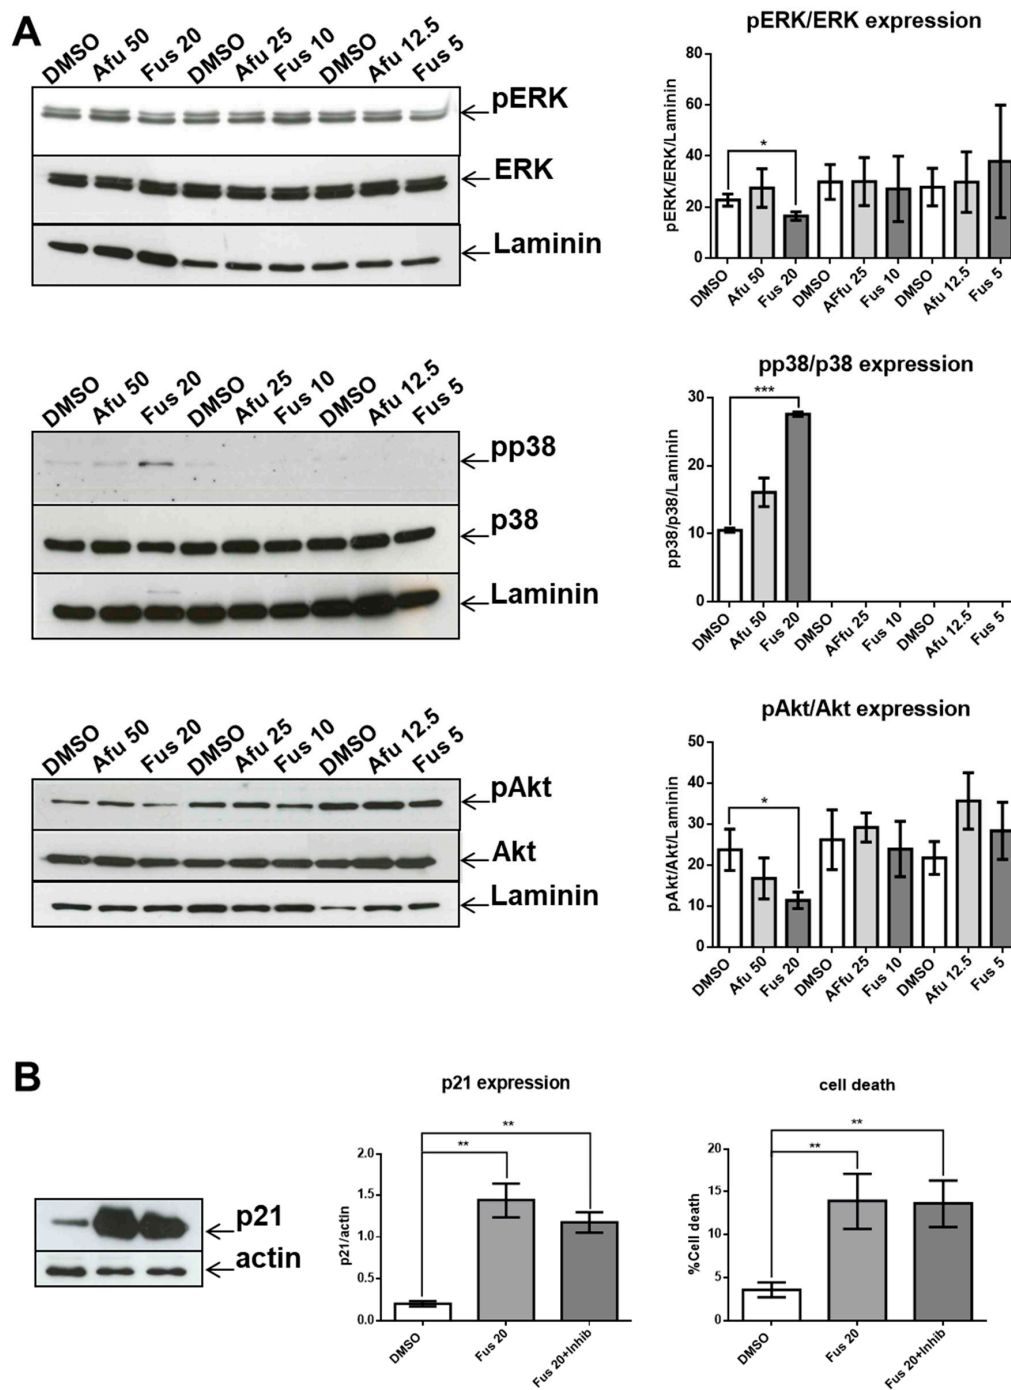 A
DMSO Afu 50 Fus 20 DMSO Afu 25 Fus 10 DMSO Afu 12.5 Fus 5
pERK
ERK
Laminin
pERK/ERK expression
pERK/ERK/Laminin
80
60
40
20
0
*
DMSO Afu 50 Fus 20 DMSO AFfu 25 Fus 10 DMSO Afu 12.5 Fus 5
DMSO Afu 50 Fus 20 DMSO Afu 25 Fus 10 DMSO Afu 12.5 Fus 5
pp38
p38
Laminin
pp38/p38 expression
pp38/p38/Laminin
30
20
10
0
***
DMSO Afu 50 Fus 20 DMSO AFfu 25 Fus 10 DMSO Afu 12.5 Fus 5
DMSO Afu 50 Fus 20 DMSO Afu 25 Fus 10 DMSO Afu 12.5 Fus 5
pAkt
Akt
Laminin
pAkt/Akt expression
pAkt/Akt/Laminin
50
40
30
20
10
0
*
DMSO Afu 50 Fus 20 DMSO AFfu 25 Fus 10 DMSO Afu 12.5 Fus 5
B
p21
actin
p21 expression
p21/actin
2.0
1.5
1.0
0.5
0.0
**
**
DMSO Fus 20 Fus 20+Inhib
cell death
%Cell death
20
15
10
5
0
**
**
DMSO Fus 20 Fus 20+Inhib